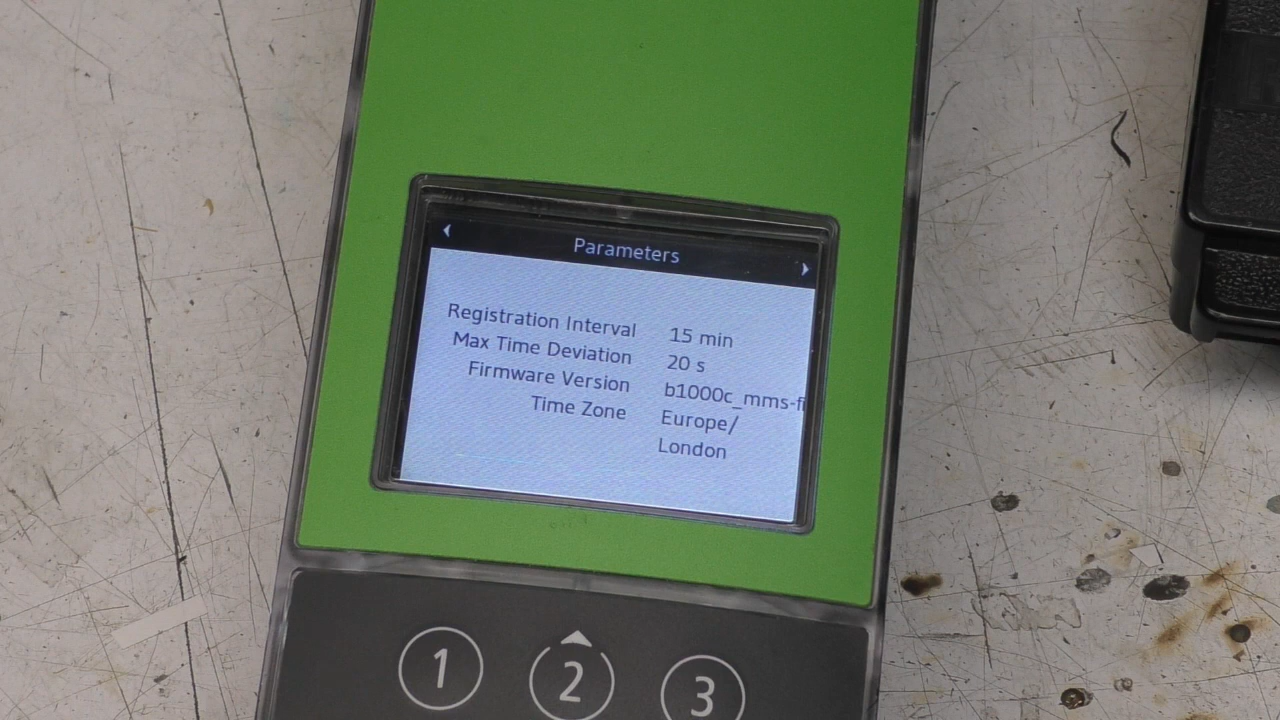 Parameters
Registration Interval 15 min
Max Time Deviation 20 s
Firmware Version b1000c_mms-fi
Time Zone Europe/
London
1 2 3